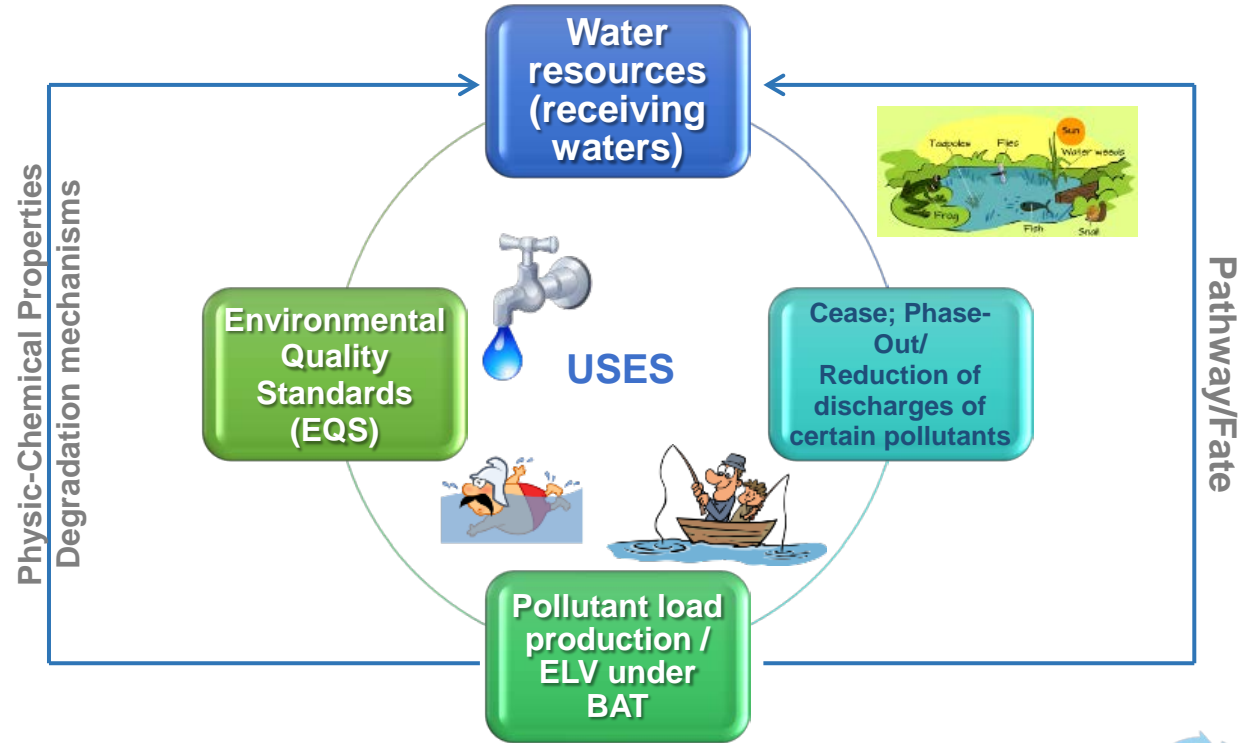 Water
resources
(receiving
waters)
Physic-Chemical Properties
Degradation mechanisms
Sun
Tadpoles
Flies
Water weeds
Frog
Fish
Snail
Pathway/Fate
Environmental
Quality
Standards
(EQS)
USES
Cease; Phase-
Out/
Reduction of
discharges of
certain pollutants
Pollutant load
production /
ELV under
BAT